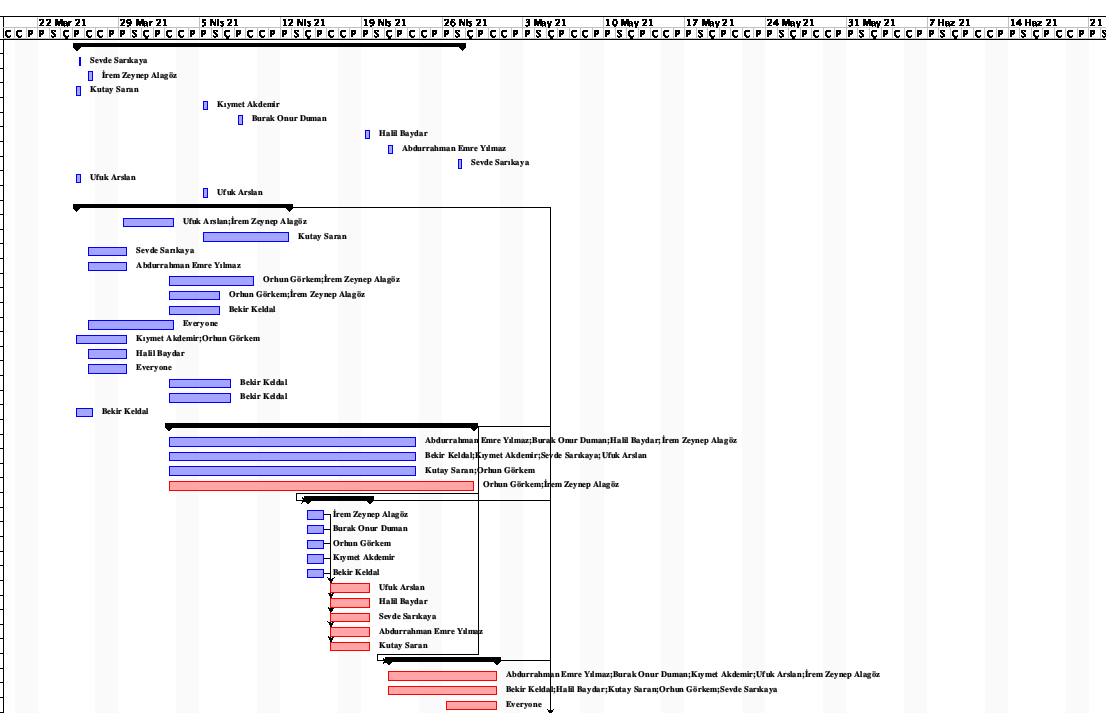 22 Mar 21 29 Mar 21 5 Nis 21 12 Nis 21 19 Nis 21 26 Nis 21 3 May 21 10 May 21 17 May 21 24 May 21 31 May 21 7 Haz 21 14 Haz 21 21
C C P P S Ç P C C P P S Ç P C C P P S Ç P C C P P S Ç P C C P P S Ç P C C P P S Ç P C C P P S Ç P C C P P S Ç P C C P P S Ç P C C P P S Ç P C C P P S Ç P C C P P S Ç P C C P P S Ç P C C P P S
Sevde Sarıkaya
İrem Zeynep Alagöz
Kutay Saran
Kıymet Akdemir
Burak Onur Duman
Halil Baydar
Abdurrahman Emre Yılmaz
Sevde Sarıkaya
Ufuk Arslan
Ufuk Arslan
Ufuk Arslan;İrem Zeynep Alagöz
Kutay Saran
Sevde Sarıkaya
Abdurrahman Emre Yılmaz
Orhun Görkem;İrem Zeynep Alagöz
Orhun Görkem;İrem Zeynep Alagöz
Bekir Keldal
Everyone
Kıymet Akdemir;Orhun Görkem
Halil Baydar
Everyone
Bekir Keldal
Bekir Keldal
Bekir Keldal
Abdurrahman Emre Yılmaz;Burak Onur Duman;Halil Baydar;İrem Zeynep Alagöz
Bekir Keldal;Kıymet Akdemir;Sevde Sarıkaya;Ufuk Arslan
Kutay Saran;Orhun Görkem
Orhun Görkem;İrem Zeynep Alagöz
İrem Zeynep Alagöz
Burak Onur Duman
Orhun Görkem
Kıymet Akdemir
Bekir Keldal
Ufuk Arslan
Halil Baydar
Sevde Sarıkaya
Abdurrahman Emre Yılmaz
Kutay Saran
Abdurrahman Emre Yılmaz;Burak Onur Duman;Kıymet Akdemir;Ufuk Arslan;İrem Zeynep Alagöz
Bekir Keldal;Halil Baydar;Kutay Saran;Orhun Görkem;Sevde Sarıkaya
Everyone